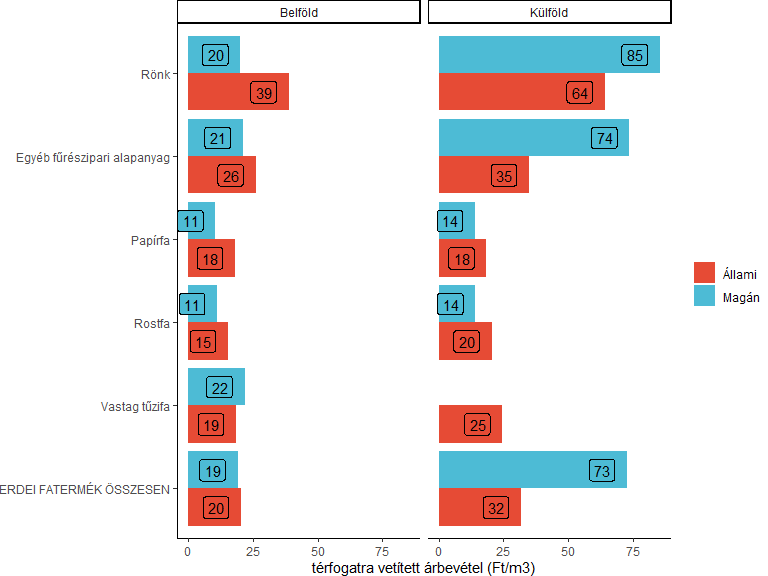 Belföld Külföld
Rönk 20 85
39 64
Egyéb fűrészipari alapanyag 21 74
26 35
Papírfa 11 14
18 18
Rostfa 11 14
15 20
Vastag tűzifa 22
19 25
ERDEI FATERMÉK ÖSSZESEN 19 73
20 32
0 25 50 75 0 25 50 75
térfogatra vetített árbevétel (Ft/m3)
Állami
Magán